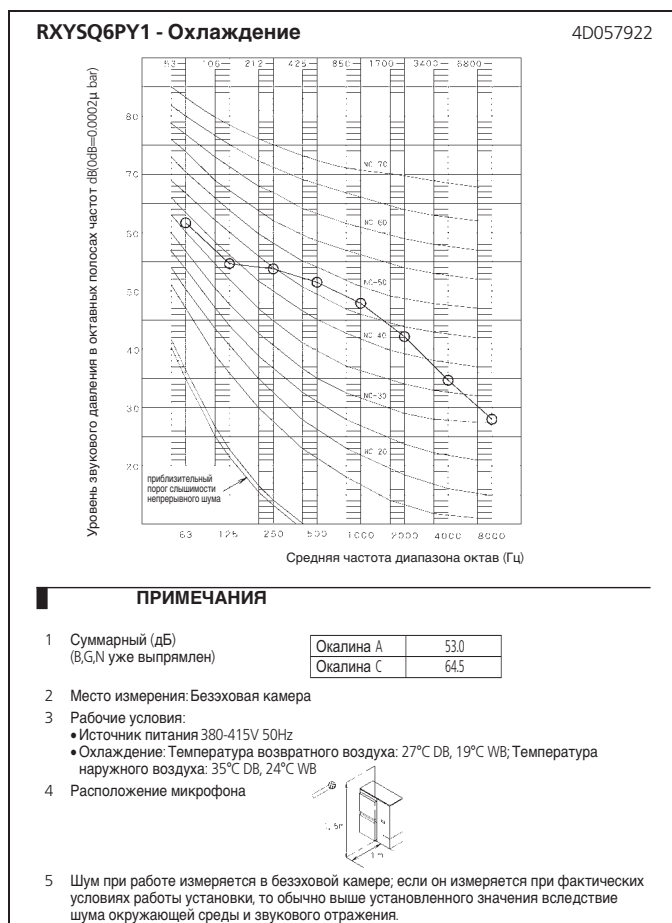 RXYSQ6PY1 - Охлаждение 4D057922
53 106 212 425 850 1700 3400 6800
Уровень звукового давления в октавных полосах частот dB(0dB=0.0002µ bar)
80
70
60
50
40
30
20
NC-70
NC-60
NC-50
NC-40
NC-30
NC-20
приблизительный
порог слышимости
непрерывного шума
63 125 250 500 1000 2000 4000 8000
Средняя частота диапазона октав (Гц)
ПРИМЕЧАНИЯ
1 Суммарный (дБ)
(B,G,N уже выпрямлен)
Окалина A 53.0
Окалина C 64.5
2 Место измерения: Безэховая камера
3 Рабочие условия:
• Источник питания 380-415V 50Hz
• Охлаждение: Температура возвратного воздуха: 27°C DB, 19°C WB; Температура
наружного воздуха: 35°C DB, 24°C WB
4 Расположение микрофона
1 m
5 Шум при работе измеряется в безэховой камере; если он измеряется при фактических
условиях работы установки, то обычно выше установленного значения вследствие
шума окружающей среды и звукового отражения.